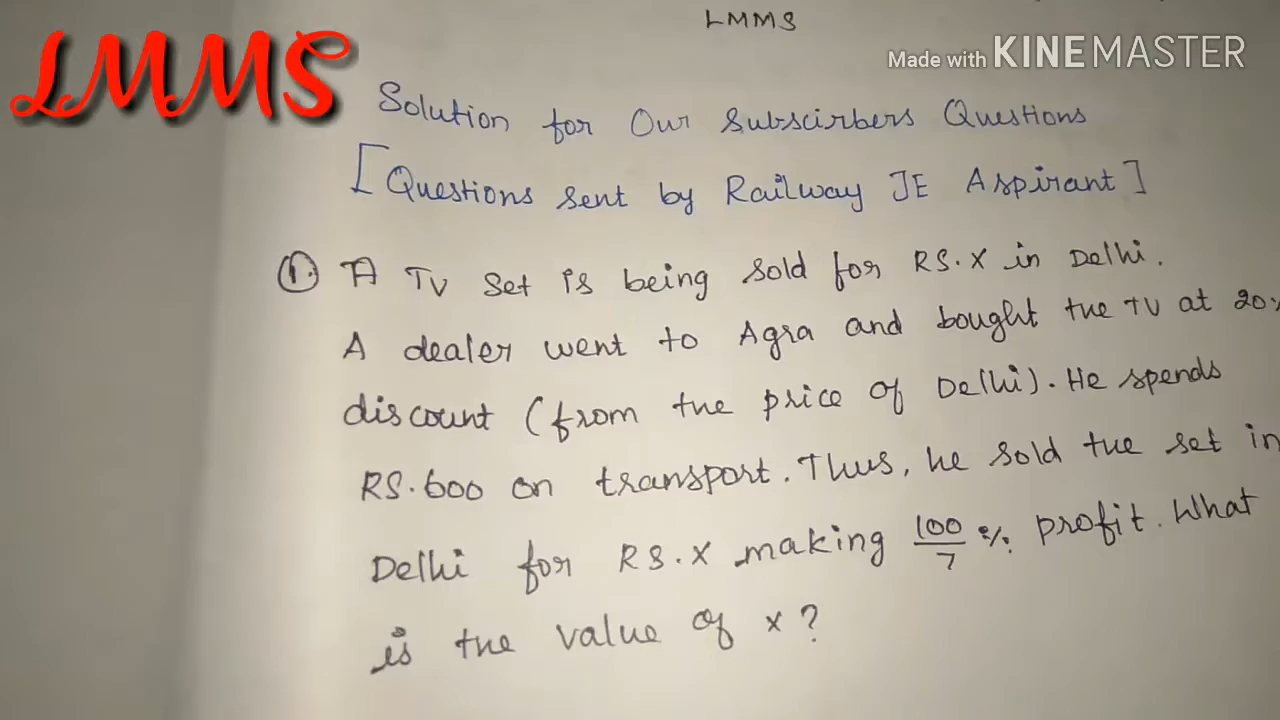 LMMS
LMMS
Made with KINEMASTER
Solution for Our Subscirbers Questions
[Questions sent by Railway JE Aspirant]
1. A TV set is being sold for RS.X in Delhi.
A dealer went to Agra and bought the TV at 20%
discount (from the price of Delhi). He spends
RS.600 on transport. Thus, he sold the set in
Delhi for RS.X making 100/7 % profit. What
is the value of x?